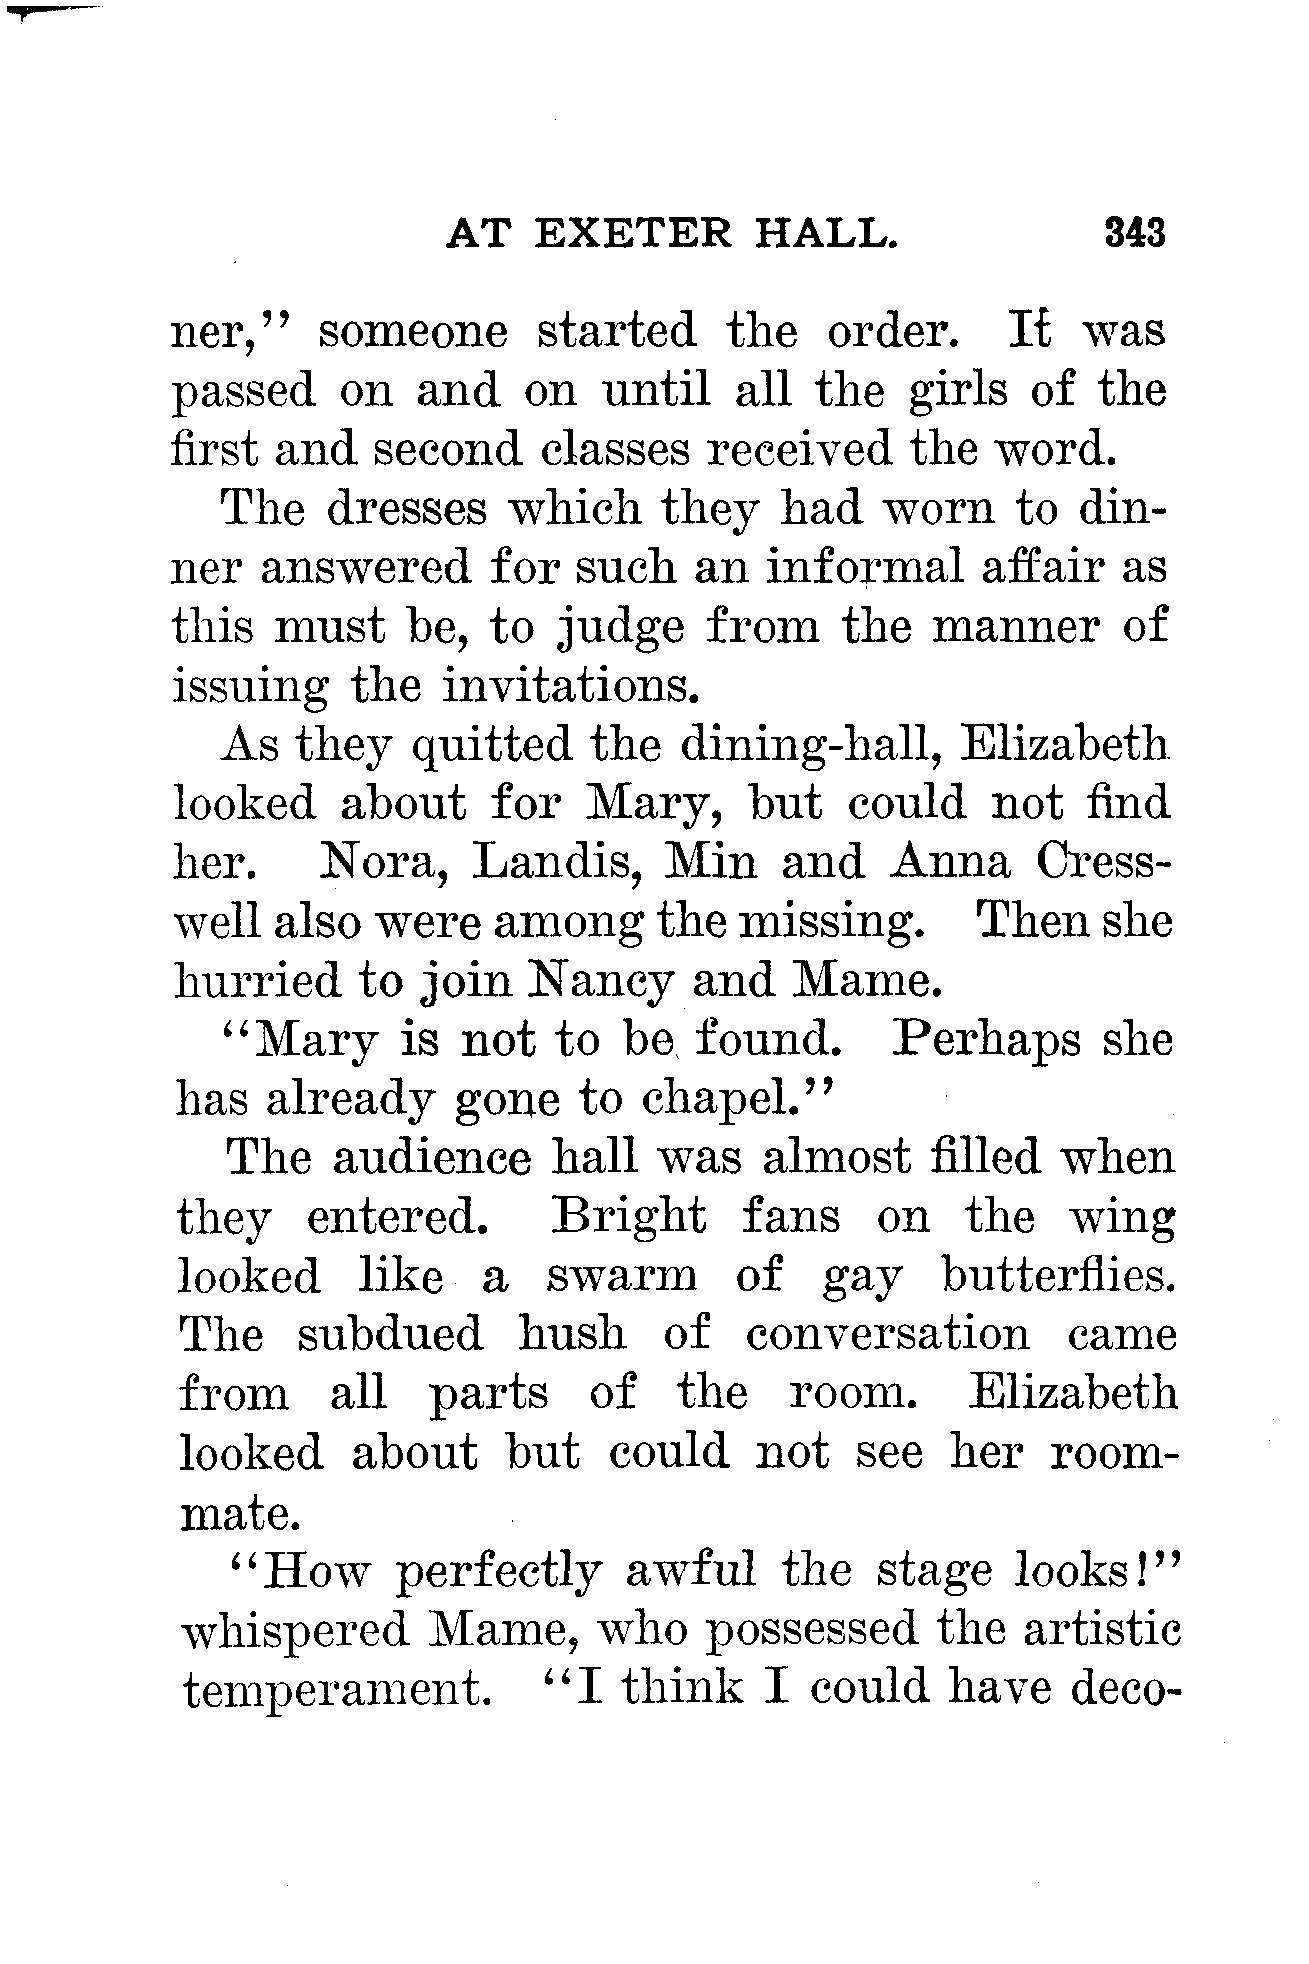 AT EXETER HALL. 343
ner,'' someone started the order. It was
passed on and on until all the girls of the
first and second classes received the word.
The dresses which they had worn to din-
ner answered for such an informal affair as
this must be, to judge from the manner of
issuing the invitations.
As they quitted the dining-hall, Elizabeth
looked about for Mary, but could not find
her. Nora, Landis, Min and Anna Cress-
well also were among the missing. Then she
hurried to join Nancy and Mame.
''Mary is not to be found. Perhaps she
has already gone to chapel.''
The audience hall was almost filled when
they entered. Bright fans on the wing
looked like a swarm of gay butterflies.
The subdued hush of conversation came
from all parts of the room. Elizabeth
looked about but could not see her room-
mate.
''How perfectly awful the stage looks!''
whispered Mame, who possessed the artistic
temperament. ''I think I could have deco-